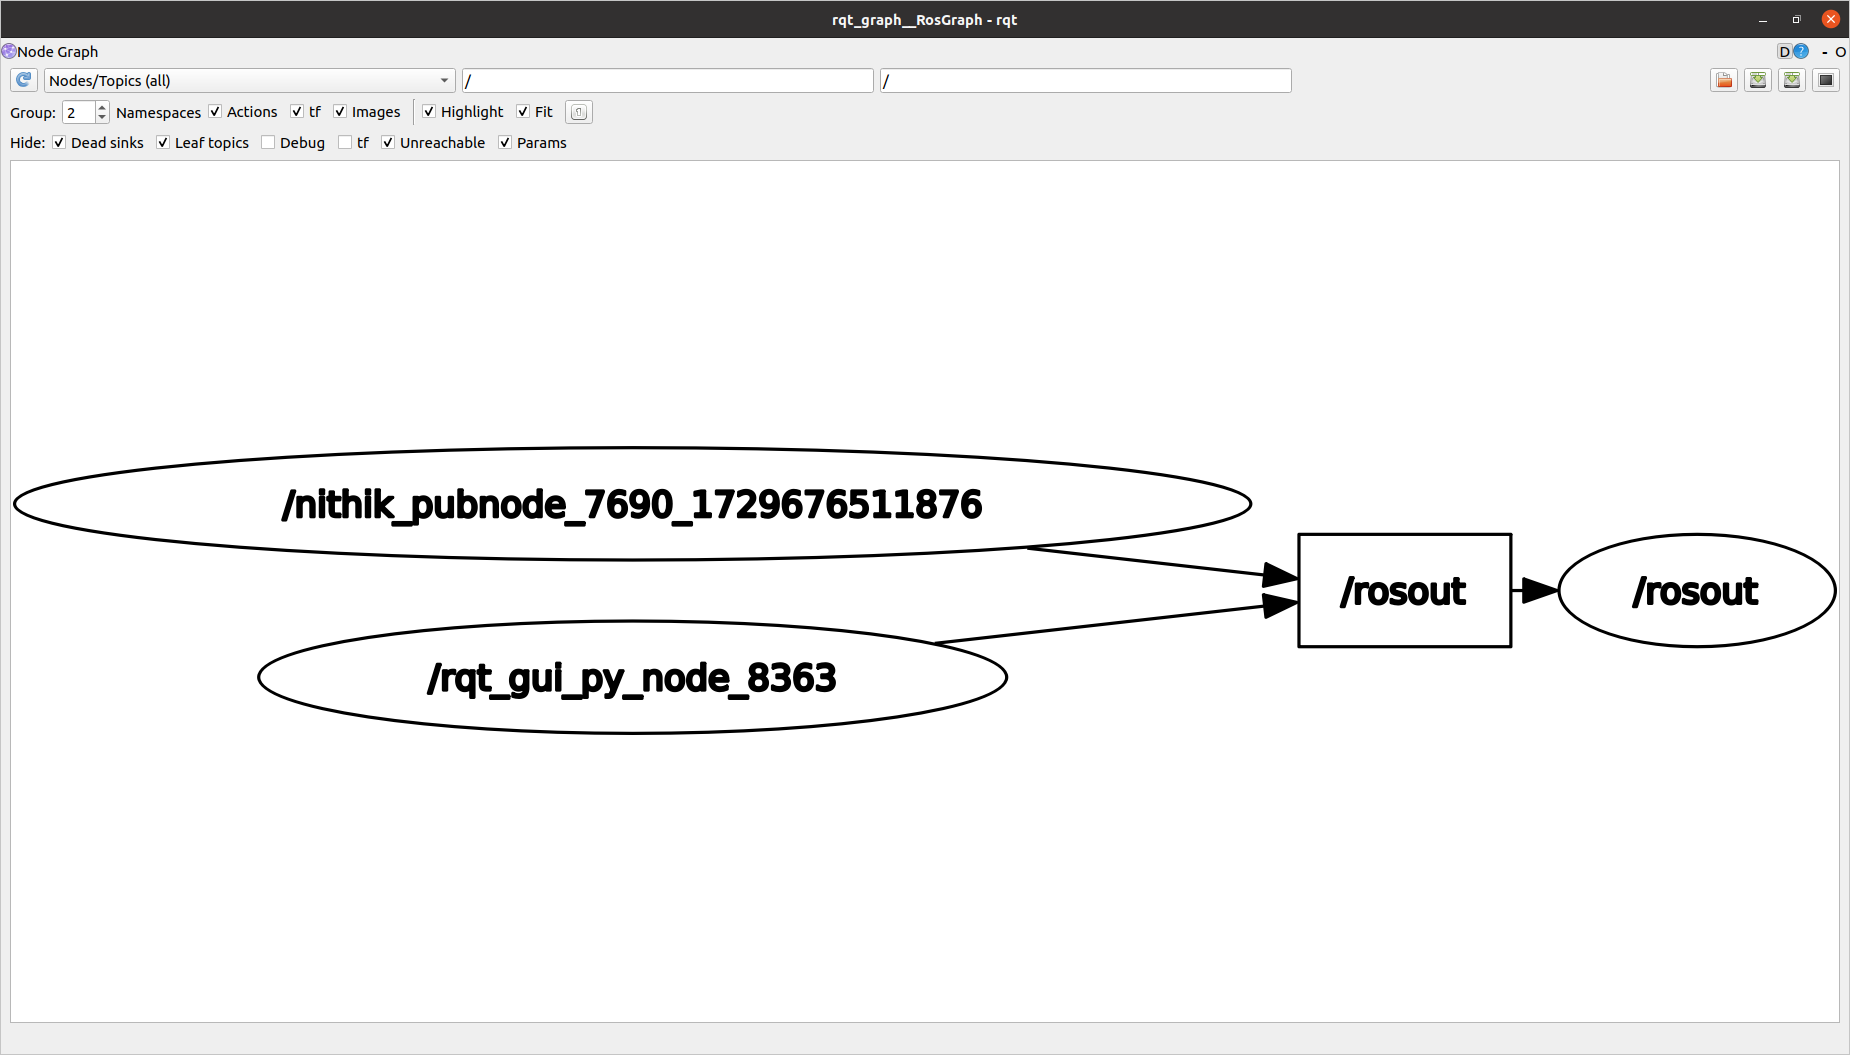 rqt_graph__RosGraph - rqt
Node Graph D ? - O
Nodes/Topics (all) / /
Group: 2 Namespaces Actions tf Images Highlight Fit
Hide: Dead sinks Leaf topics Debug tf Unreachable Params
/nithik_pubnode_7690_1729676511876
/rosout /rosout
/rqt_gui_py_node_8363